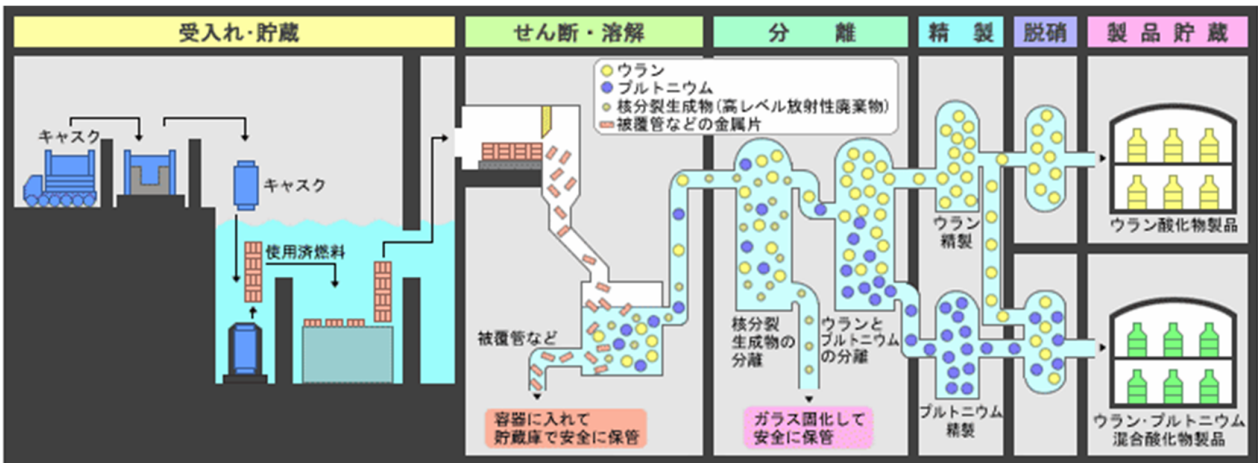 受入れ・貯蔵
せん断・溶解
分離
精製
脱硝
製品貯蔵
ウラン
プルトニウム
核分裂生成物(高レベル放射性廃棄物)
被覆管などの金属片
キャスク
キャスク
使用済燃料
被覆管など
容器に入れて
貯蔵庫で安全に保管
核分裂
生成物の
分離
ウランと
プルトニウム
の分離
ガラス固化して
安全に保管
ウラン
精製
プルトニウム
精製
ウラン酸化物製品
ウラン・プルトニウム
混合酸化物製品